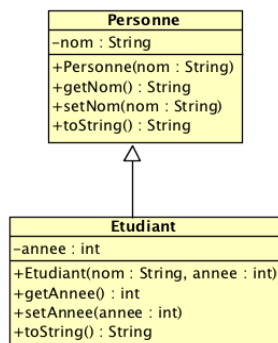 Personne
-nom : String
+Personne(nom : String)
+getNom() : String
+setNom(nom : String)
+toString() : String
Etudiant
-annee : int
+Etudiant(nom : String, annee : int)
+getAnnee() : int
+setAnnee(annee : int)
+toString() : String